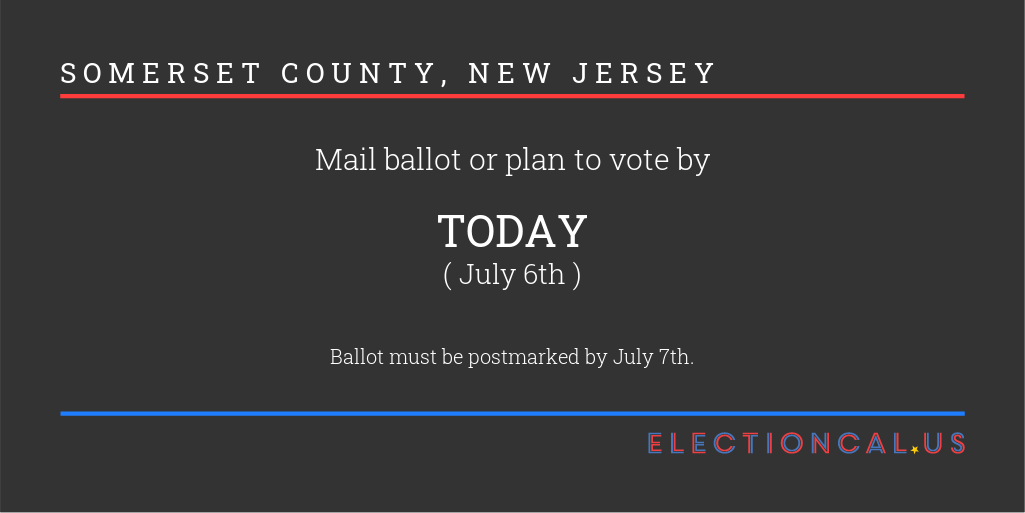 SOMERSET COUNTY, NEW JERSEY
Mail ballot or plan to vote by
TODAY
( July 6th )
Ballot must be postmarked by July 7th.
ELECTIONCAL.US